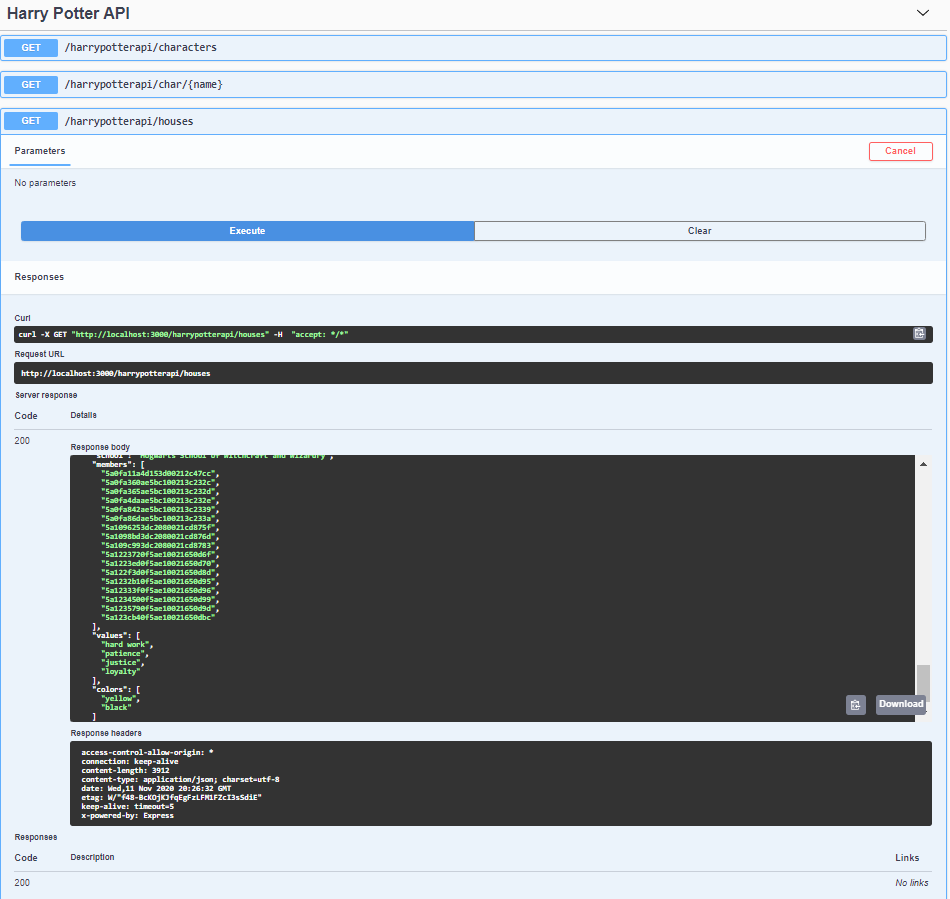 Harry Potter API
GET /harrypotterapi/characters
GET /harrypotterapi/char/{name}
GET /harrypotterapi/houses
Parameters
Cancel
No parameters
Execute
Clear
Responses
Curl
curl -X GET "http://localhost:3000/harrypotterapi/houses" -H  "accept: */*"
Request URL
http://localhost:3000/harrypotterapi/houses
Server response
Code Details
200
Response body
"school": "Hogwarts School of Witchcraft and Wizardry",
"members": [
"5a0fa11a4d153d00212c47cc",
"5a0fa360ae5bc100213c232c",
"5a0fa365ae5bc100213c232d",
"5a0fa4daae5bc100213c232e",
"5a0fa842ae5bc100213c2339",
"5a0fa86dae5bc100213c233a",
"5a1096253dc2080021cd875f",
"5a1098bd3dc2080021cd876d",
"5a109c993dc2080021cd8783",
"5a1223720f5ae10021650d6f",
"5a1223ed0f5ae10021650d70",
"5a122f3d0f5ae10021650d8d",
"5a1232b10f5ae10021650d95",
"5a12333f0f5ae10021650d96",
"5a1234500f5ae10021650d99",
"5a1235790f5ae10021650d9d",
"5a123cb40f5ae10021650dbc"
],
"values": [
"hard work",
"patience",
"justice",
"loyalty"
],
"colors": [
"yellow",
"black"
]
Download
Response headers
access-control-allow-origin: *
connection: keep-alive
content-length: 3912
content-type: application/json; charset=utf-8
date: Wed,11 Nov 2020 20:26:32 GMT
etag: W/"f48-BcKOjKJfqEgFzLFM1FZcI3sSdiE"
keep-alive: timeout=5
x-powered-by: Express
Responses
Code Description Links
200 No links